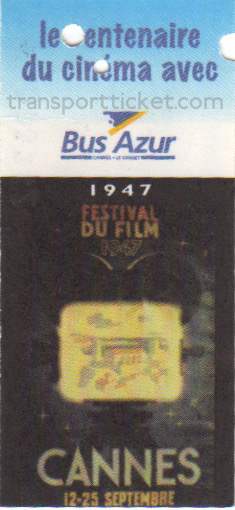 le centenaire
du cinéma avec
transportticket.com
Bus Azur
CANNES - LE CANNET
1947
FESTIVAL
DU FILM
1947
CANNES
12-25 SEPTEMBRE